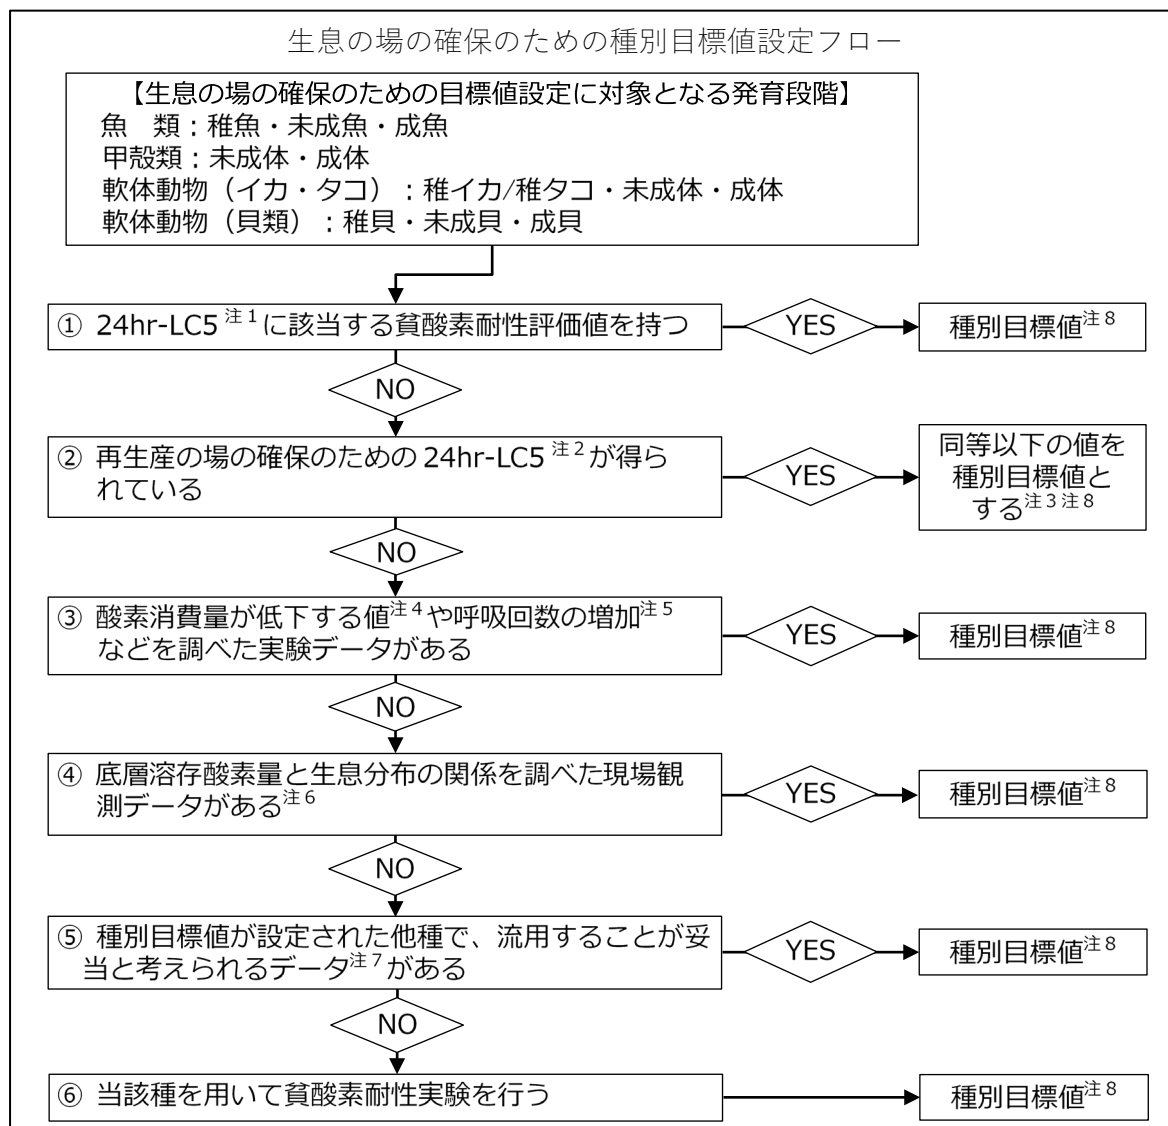 生息の場の確保のための種別目標値設定フロー
【生息の場の確保のための目標値設定に対象となる発育段階】
魚　類：稚魚・未成魚・成魚
甲殻類：未成体・成体
軟体動物（イカ・タコ）：稚イカ/稚タコ・未成体・成体
軟体動物（貝類）：稚貝・未成貝・成貝
① 24hr-LC5 注1 に該当する貧酸素耐性評価値を持つ
YES
種別目標値注8
NO
② 再生産の場の確保のための 24hr-LC5 注2 が得ら
れている
YES
同等以下の値を
種別目標値と
する注3 注8
NO
③ 酸素消費量が低下する値注4や呼吸回数の増加注5
などを調べた実験データがある
YES
種別目標値注8
NO
④ 底層溶存酸素量と生息分布の関係を調べた現場観
測データがある注6
YES
種別目標値注8
NO
⑤ 種別目標値が設定された他種で、流用することが妥
当と考えられるデータ注7がある
YES
種別目標値注8
NO
⑥ 当該種を用いて貧酸素耐性実験を行う
種別目標値注8